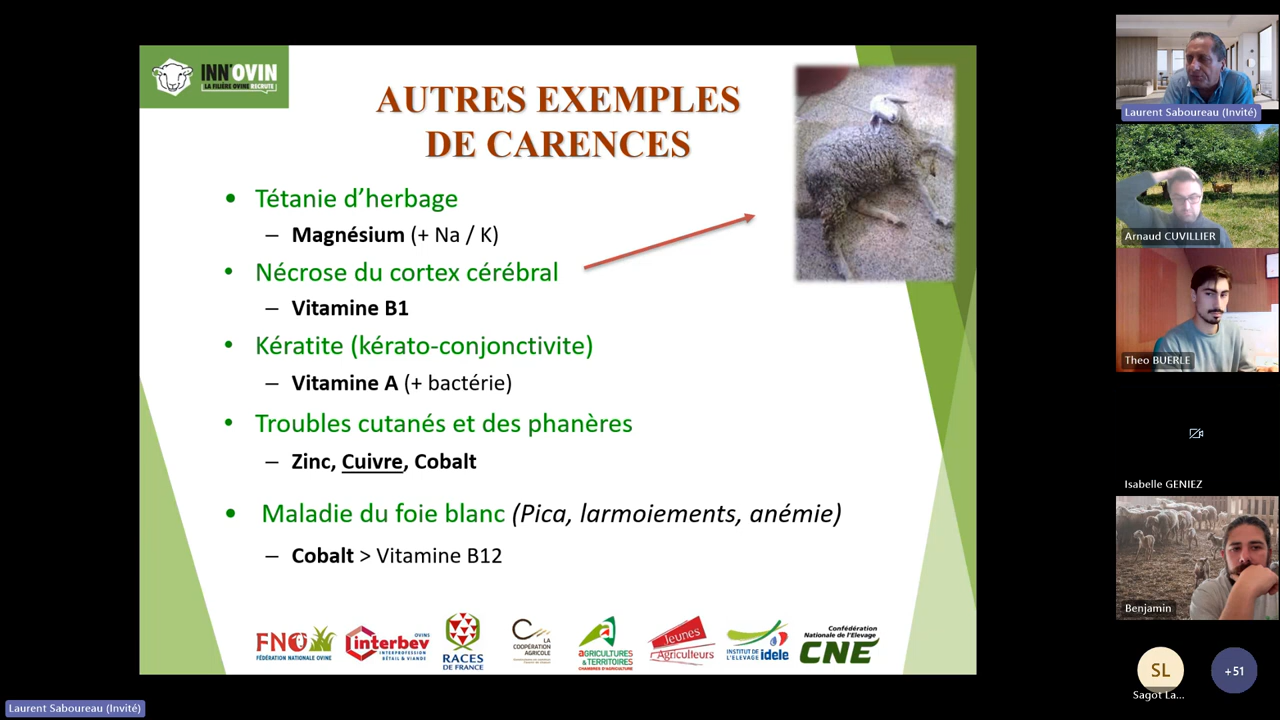 INN'OVIN
LA FILIÈRE OVINE RECRUTE !
AUTRES EXEMPLES
DE CARENCES
• Tétanie d'herbage
– Magnésium (+ Na / K)
• Nécrose du cortex cérébral
– Vitamine B1
• Kératite (kérato-conjonctivite)
– Vitamine A (+ bactérie)
• Troubles cutanés et des phanères
– Zinc, Cuivre, Cobalt
• Maladie du foie blanc (Pica, larmoiements, anémie)
– Cobalt > Vitamine B12
FNO
FÉDÉRATION NATIONALE OVINE
OVINS
interbev
INTERPROFESSION
BÉTAIL & VIANDE
RACES
DE FRANCE
LA
COOPÉRATION
AGRICOLE
AGRICULTURES
& TERRITOIRES
CHAMBRES D'AGRICULTURE
Jeunes
Agriculteurs
INSTITUT DE
L'ELEVAGE idele
Confédération
Nationale de l'Elevage
CNE
Laurent Saboureau (Invité)
Arnaud CUVILLIER
Theo BUERLE
Isabelle GENIEZ
Benjamin
SL
Sagot La...
+51
Laurent Saboureau (Invité)